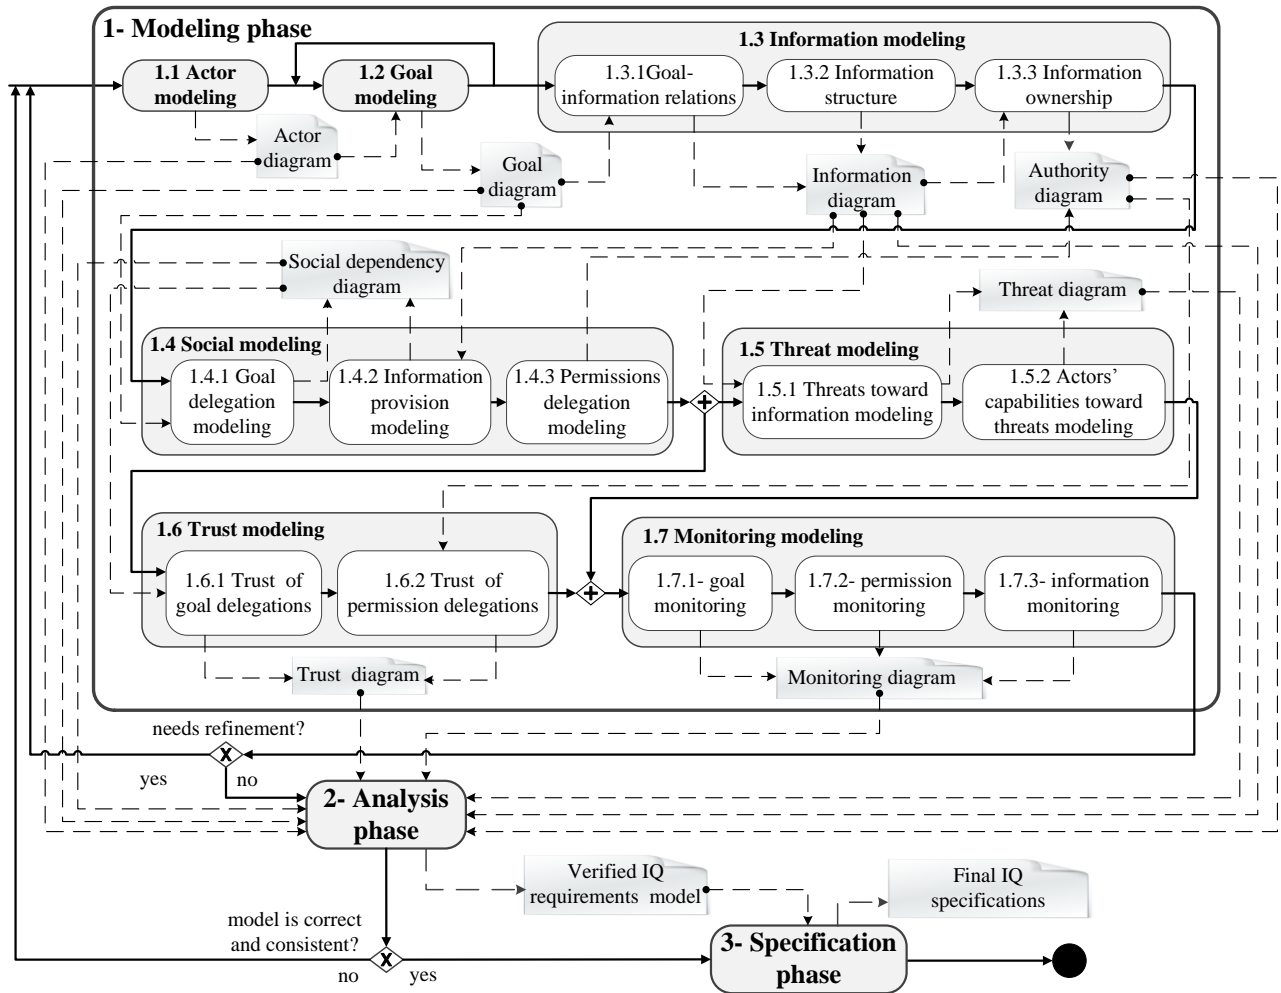 1- Modeling phase
1.1 Actor
modeling
1.2 Goal
modeling
1.3 Information modeling
1.3.1Goal-
information relations
1.3.2 Information
structure
1.3.3 Information
ownership
Actor
diagram
Goal
diagram
Information
diagram
Authority
diagram
Social dependency
diagram
Threat diagram
1.4 Social modeling
1.4.1 Goal
delegation
modeling
1.4.2 Information
provision
modeling
1.4.3 Permissions
delegation
modeling
1.5 Threat modeling
1.5.1 Threats toward
information modeling
1.5.2 Actors’
capabilities toward
threats modeling
1.6 Trust modeling
1.6.1 Trust of
goal delegations
1.6.2 Trust of
permission delegations
1.7 Monitoring modeling
1.7.1- goal
monitoring
1.7.2- permission
monitoring
1.7.3- information
monitoring
Trust diagram
Monitoring diagram
needs refinement?
X
yes
no
2- Analysis
phase
Verified IQ
requirements model
Final IQ
specifications
model is correct
and consistent?
X
no
yes
3- Specification
phase